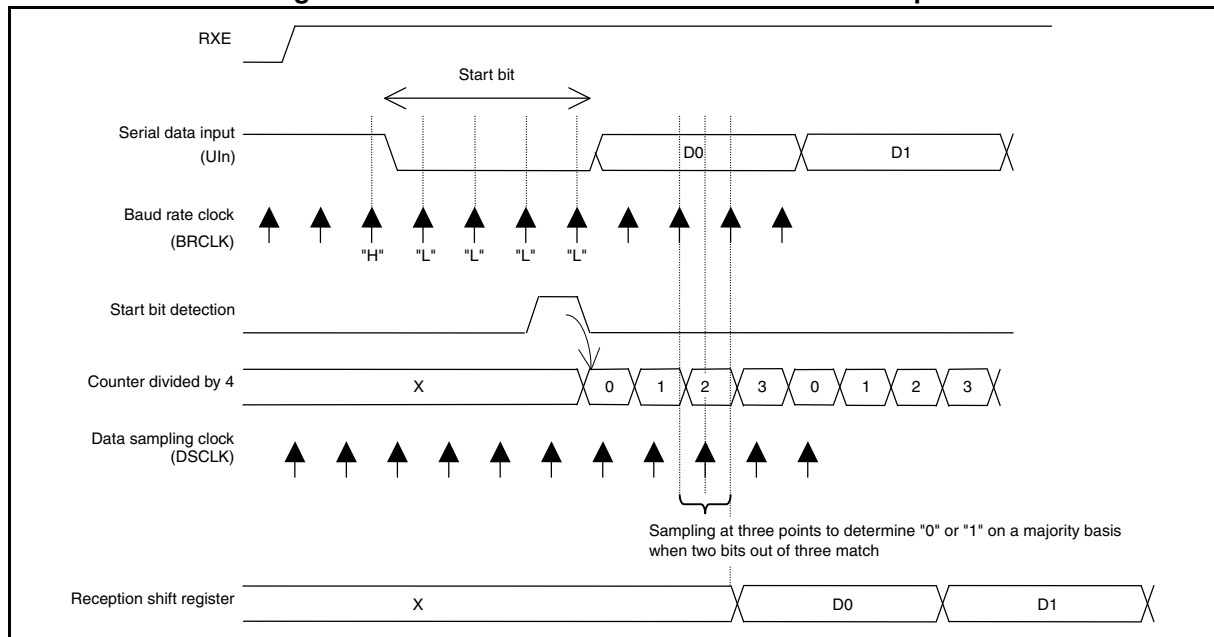 RXE
Start bit
Serial data input
(UIn)
D0
D1
Baud rate clock
(BRCLK)
"H"
"L"
"L"
"L"
"L"
Start bit detection
Counter divided by 4
X
0
1
2
3
0
1
2
3
Data sampling clock
(DSCLK)
Sampling at three points to determine "0" or "1" on a majority basis
when two bits out of three match
Reception shift register
X
D0
D1